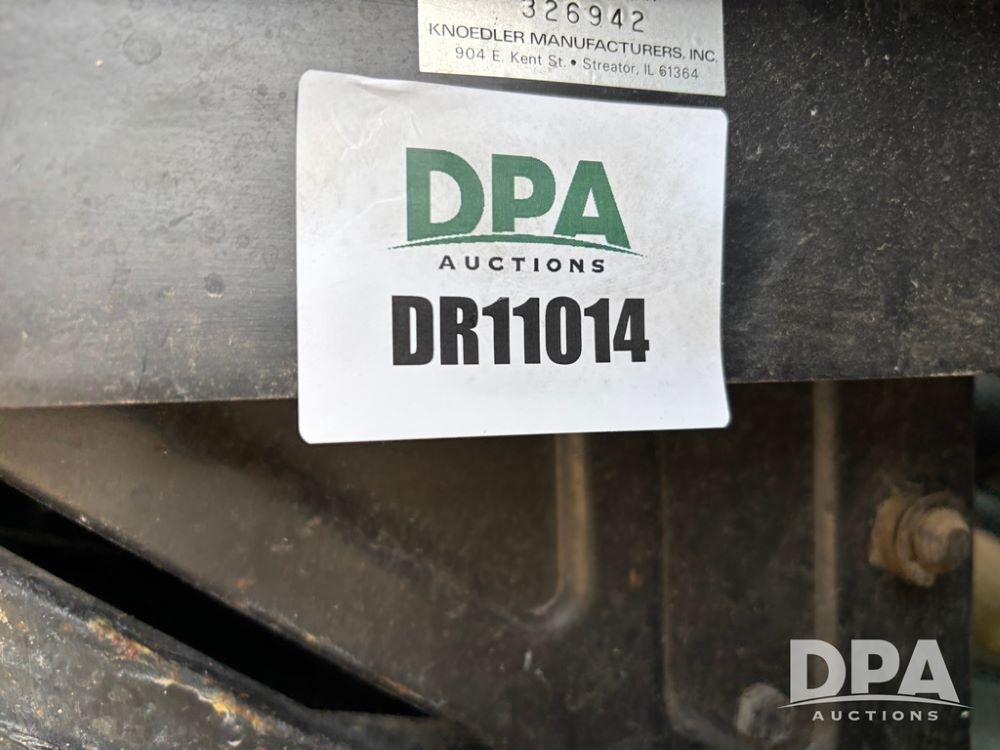 326942
KNOEDLER MANUFACTURERS, INC.
904 E. Kent St. • Streator, IL 61364
DPA
AUCTIONS
DR11014
DPA
AUCTIONS